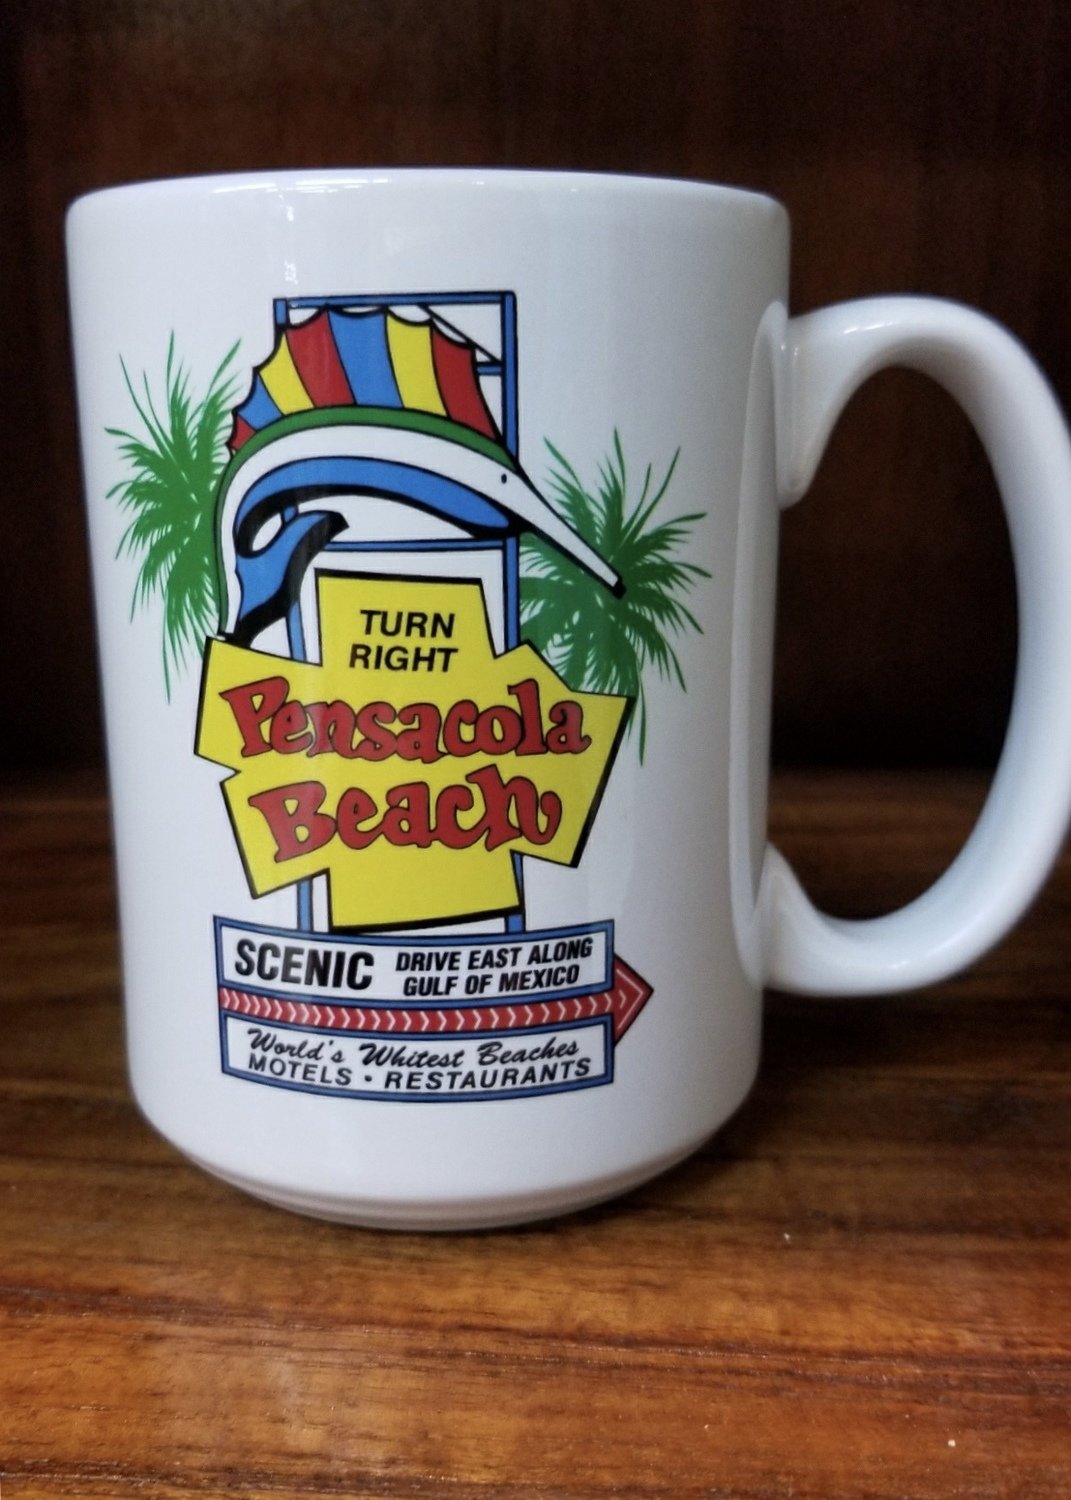 TURN
RIGHT
Pensacola
Beach
SCENIC DRIVE EAST ALONG
GULF OF MEXICO
World's Whitest Beaches
MOTELS • RESTAURANTS